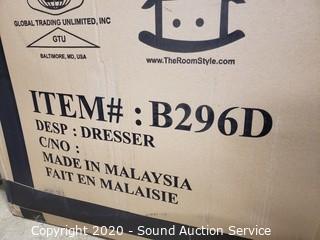 GLOBAL TRADING UNLIMITED, INC
GTU
BALTIMORE, MD, USA
www.TheRoomStyle.com
ITEM# : B296D
DESP : DRESSER
C/NO :
MADE IN MALAYSIA
FAIT EN MALAISIE
Copyright 2020 - Sound Auction Service